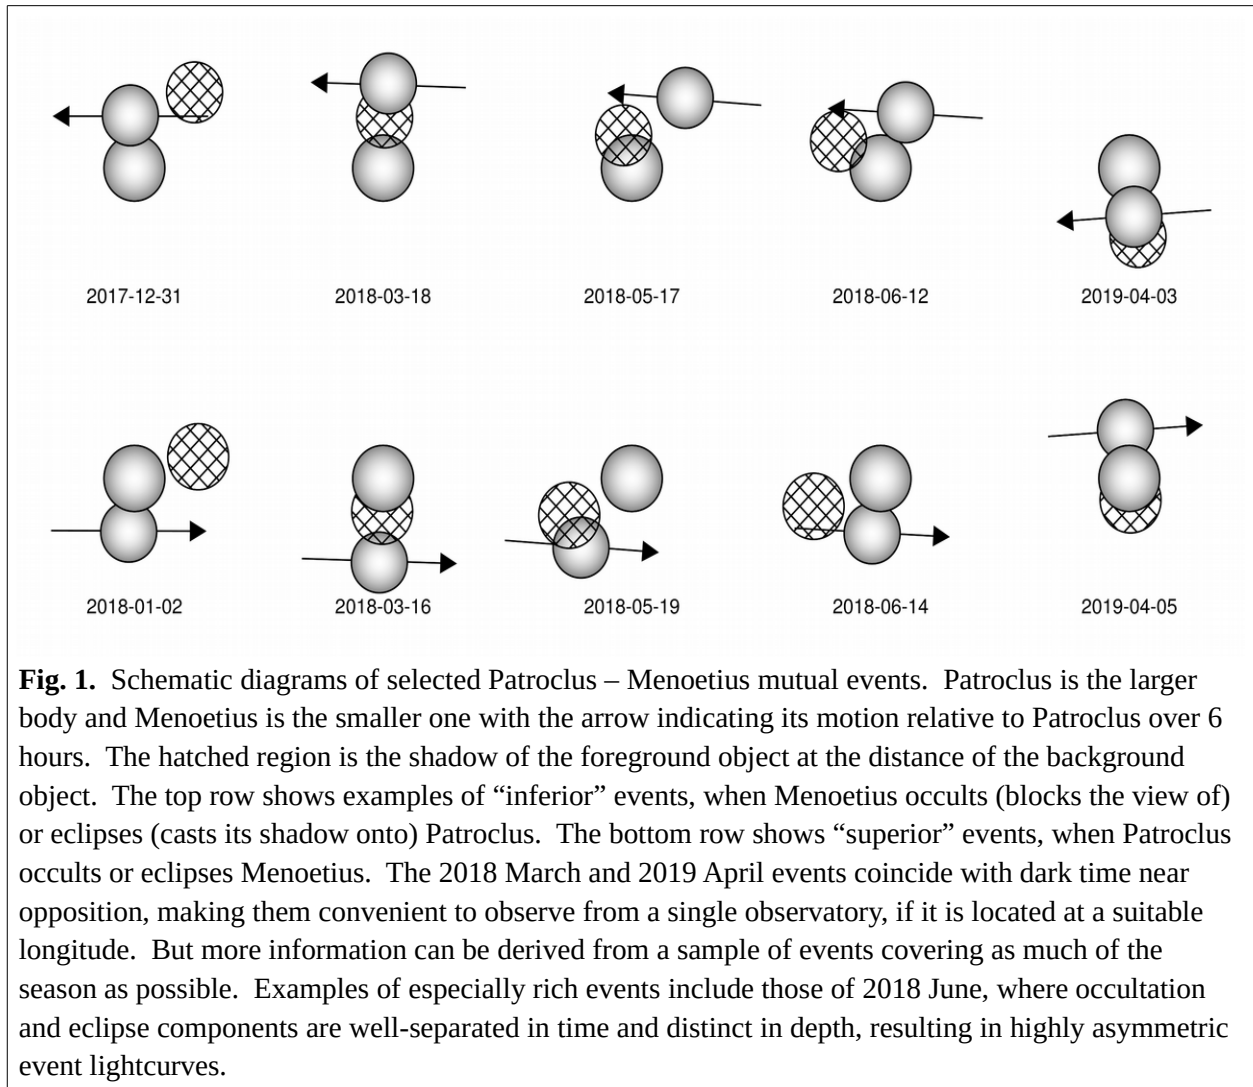 2017-12-31 2018-03-18 2018-05-17 2018-06-12 2019-04-03
2018-01-02 2018-03-16 2018-05-19 2018-06-14 2019-04-05
Fig. 1. Schematic diagrams of selected Patroclus – Menoetius mutual events. Patroclus is the larger
body and Menoetius is the smaller one with the arrow indicating its motion relative to Patroclus over 6
hours. The hatched region is the shadow of the foreground object at the distance of the background
object. The top row shows examples of “inferior” events, when Menoetius occults (blocks the view of)
or eclipses (casts its shadow onto) Patroclus. The bottom row shows “superior” events, when Patroclus
occults or eclipses Menoetius. The 2018 March and 2019 April events coincide with dark time near
opposition, making them convenient to observe from a single observatory, if it is located at a suitable
longitude. But more information can be derived from a sample of events covering as much of the
season as possible. Examples of especially rich events include those of 2018 June, where occultation
and eclipse components are well-separated in time and distinct in depth, resulting in highly asymmetric
event lightcurves.